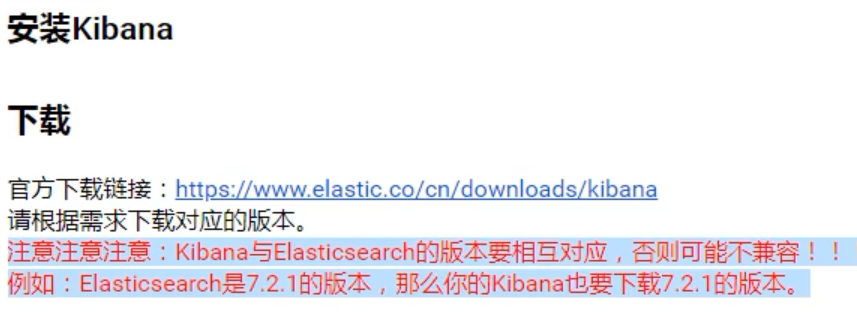 安装Kibana
下载
官方下载链接：https://www.elastic.co/cn/downloads/kibana
请根据需求下载对应的版本。
注意注意注意：Kibana与Elasticsearch的版本要相互对应，否则可能不兼容！！
例如：Elasticsearch是7.2.1的版本，那么你的Kibana也要下载7.2.1的版本。